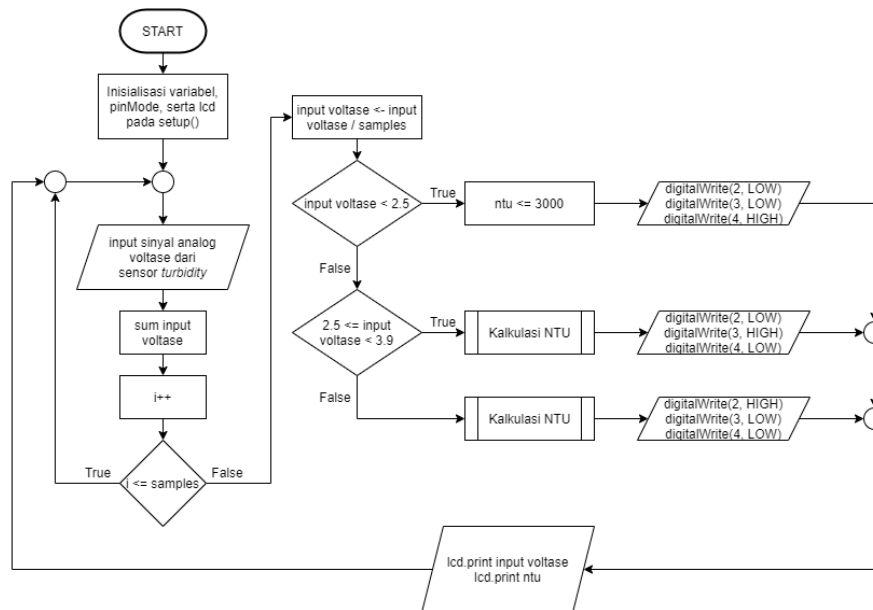 START
Inisialisasi variabel,
pinMode, serta lcd
pada setup()
input sinyal analog
voltase dari
sensor turbidity
sum input
voltase
i++
i <= samples
True
False
input voltase <- input
voltase / samples
input voltase < 2.5
True
False
ntu <= 3000
digitalWrite(2, LOW)
digitalWrite(3, LOW)
digitalWrite(4, HIGH)
2.5 <= input
voltase < 3.9
True
False
Kalkulasi NTU
digitalWrite(2, LOW)
digitalWrite(3, HIGH)
digitalWrite(4, LOW)
Kalkulasi NTU
digitalWrite(2, HIGH)
digitalWrite(3, LOW)
digitalWrite(4, LOW)
lcd.print input voltase
lcd.print ntu